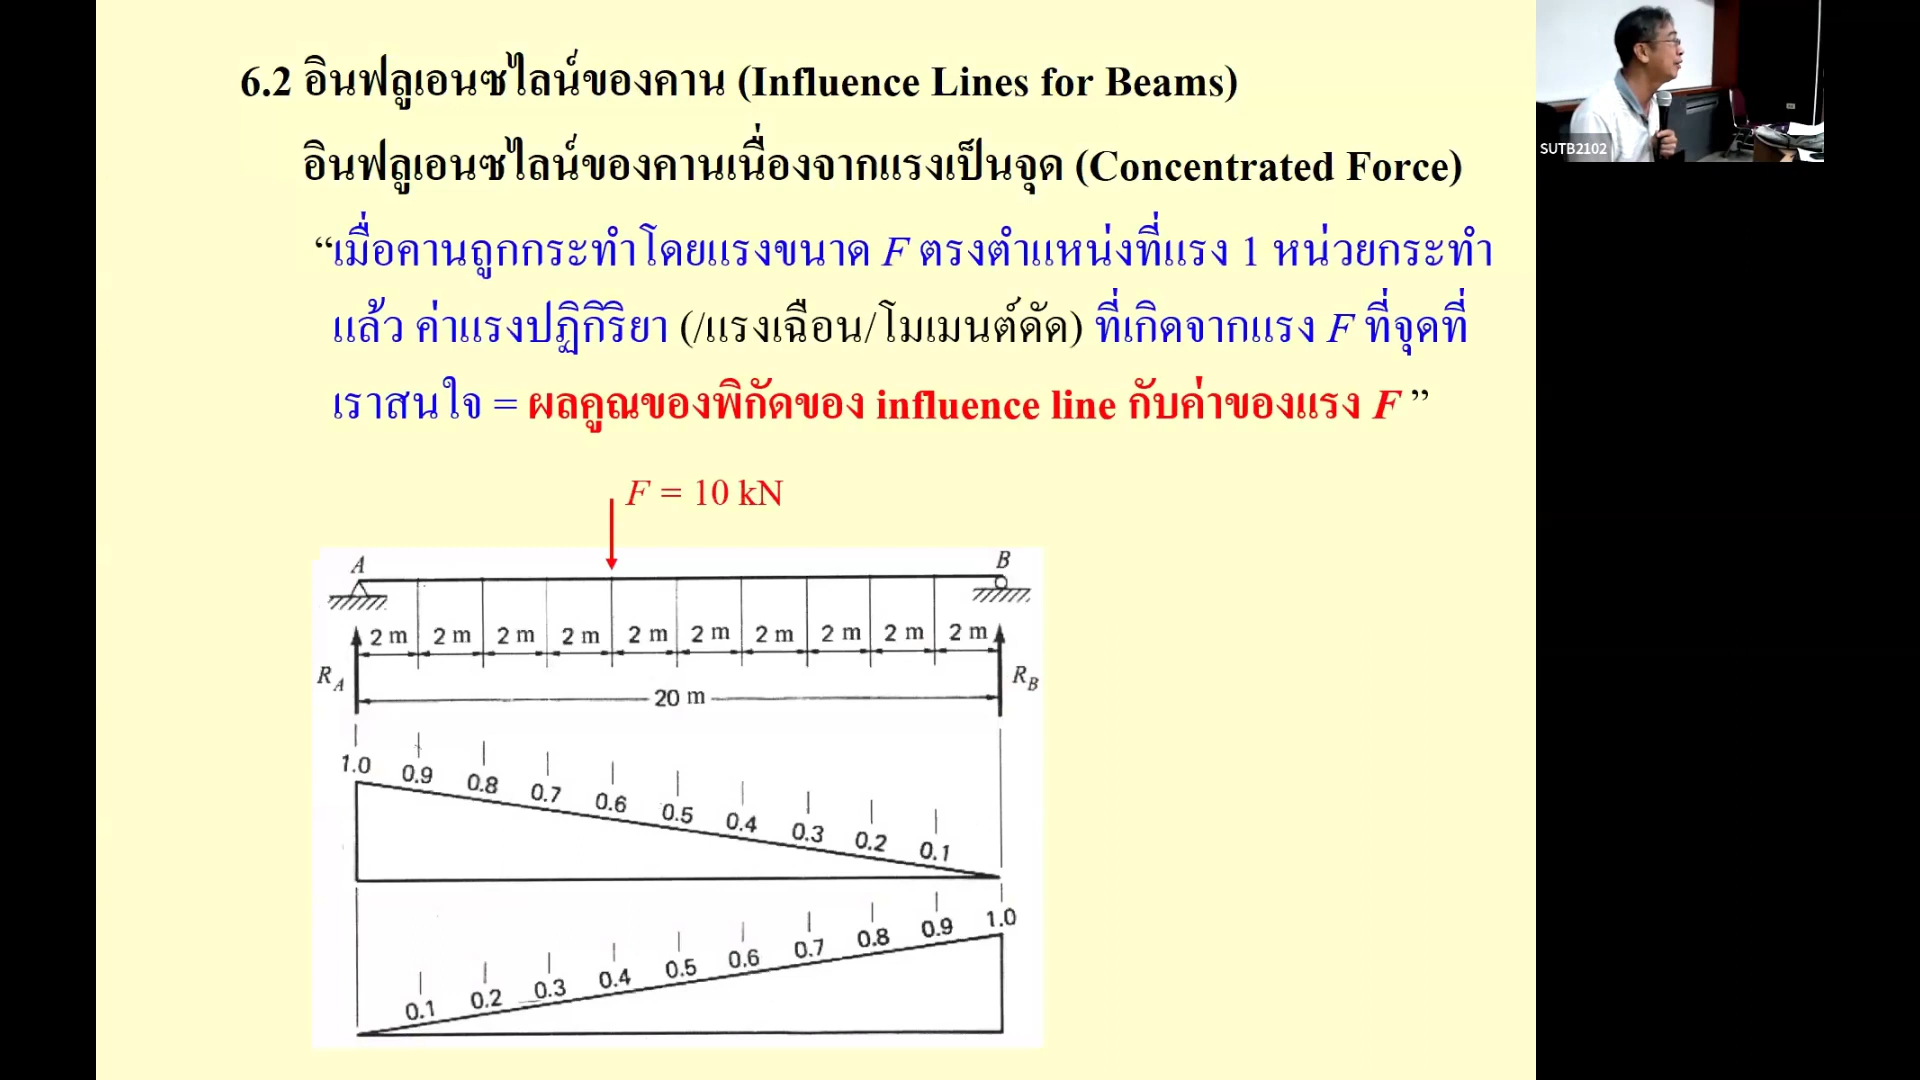 6.2 อินฟลูเอนซไลน์ของคาน (Influence Lines for Beams)
อินฟลูเอนซไลน์ของคานเนื่องจากแรงเป็นจุด (Concentrated Force)
“เมื่อคานถูกกระทำโดยแรงขนาด F ตรงตำแหน่งที่แรง 1 หน่วยกระทำ
แล้ว ค่าแรงปฏิกิริยา (/แรงเฉือน/โมเมนต์ดัด) ที่เกิดจากแรง F ที่จุดที่
เราสนใจ = ผลคูณของพิกัดของ influence line กับค่าของแรง F ”
SUTB2102
F = 10 kN
A B
2 m 2 m 2 m 2 m 2 m 2 m 2 m 2 m 2 m 2 m
R_A R_B
20 m
1.0 0.9 0.8 0.7 0.6 0.5 0.4 0.3 0.2 0.1
0.1 0.2 0.3 0.4 0.5 0.6 0.7 0.8 0.9 1.0